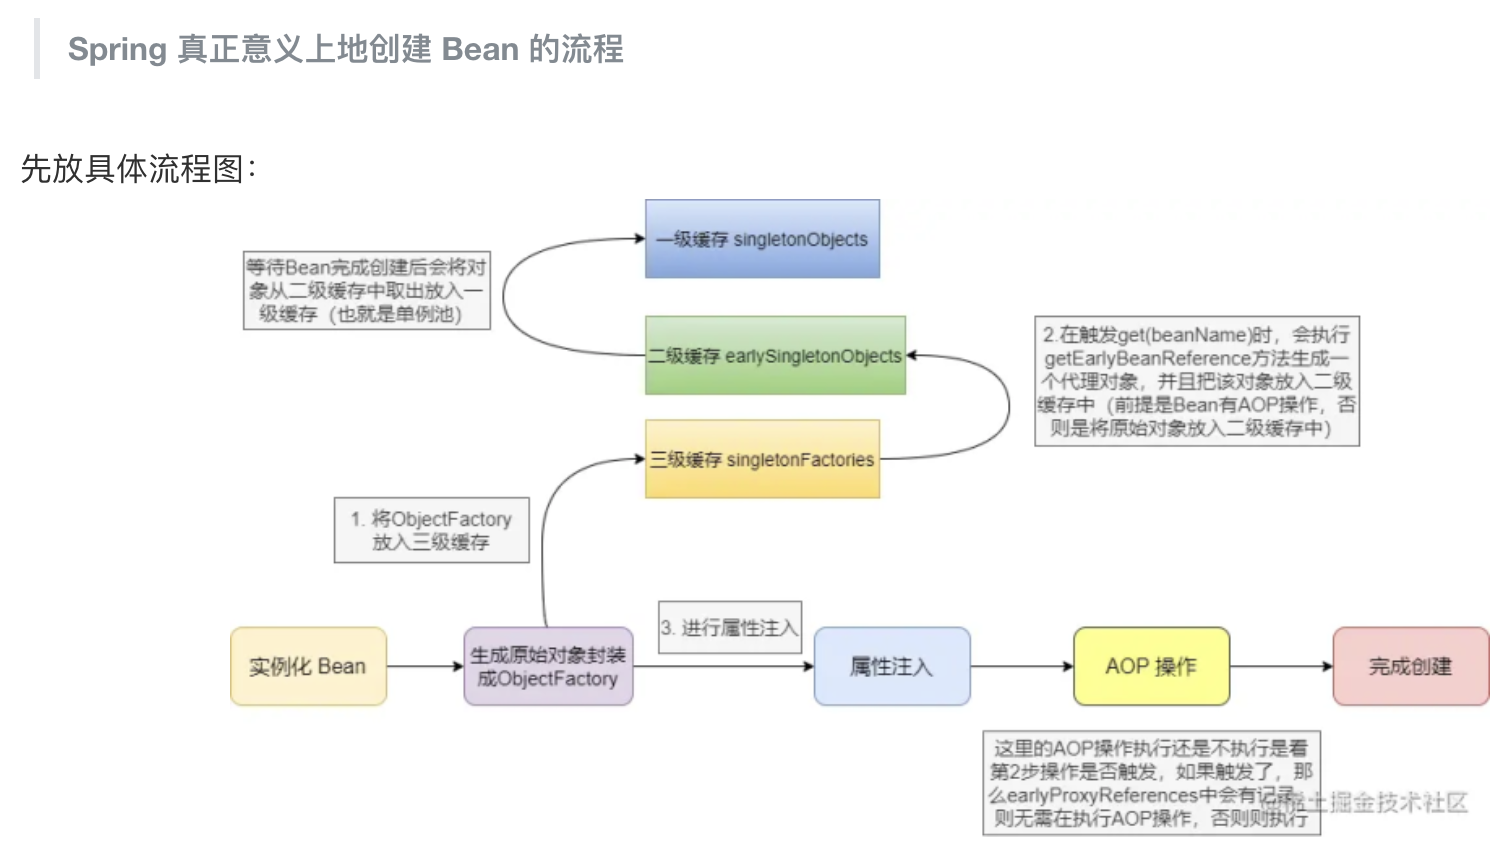 Spring 真正意义上地创建 Bean 的流程
先放具体流程图：
一级缓存 singletonObjects
等待Bean完成创建后会将对
象从二级缓存中取出放入一
级缓存（也就是单例池）
二级缓存 earlySingletonObjects
2.在触发get(beanName)时，会执行
getEarlyBeanReference方法生成一
个代理对象，并且把该对象放入二级
缓存中（前提是Bean有AOP操作，否
则是将原始对象放入二级缓存中）
三级缓存 singletonFactories
1. 将ObjectFactory
放入三级缓存
3. 进行属性注入
实例化 Bean
生成原始对象封装
成ObjectFactory
属性注入
AOP 操作
完成创建
这里的AOP操作执行还是不执行是看
第2步操作是否触发，如果触发了，那
么earlyProxyReferences中会有记录，
则无需在执行AOP操作，否则则执行
@稀土掘金技术社区